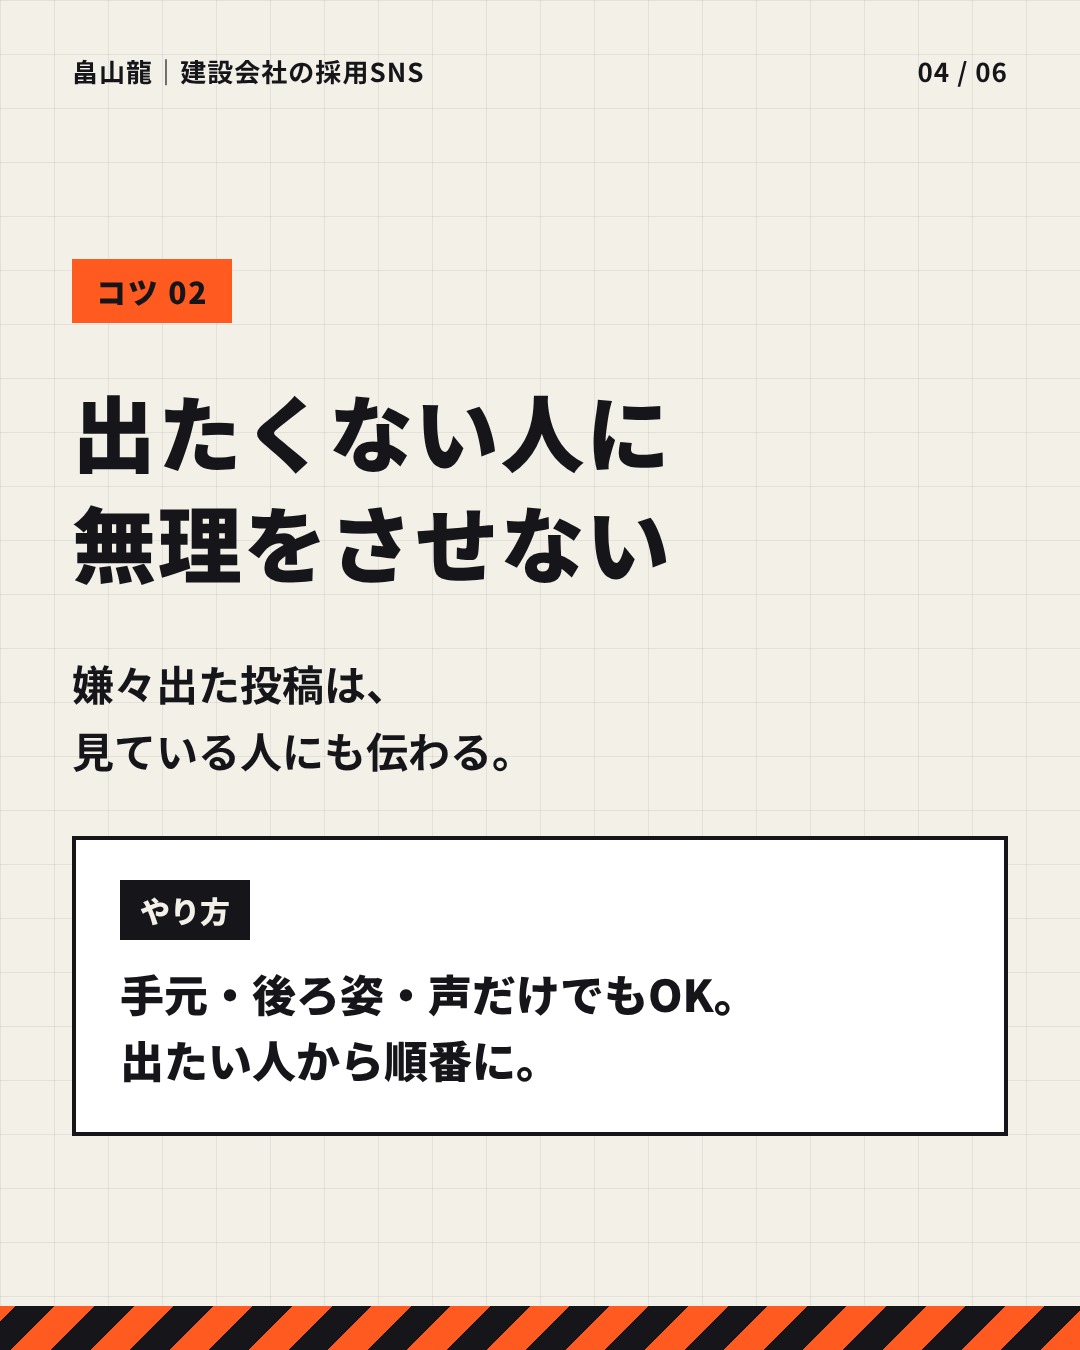 畠山龍｜建設会社の採用SNS
04 / 06
コツ 02
出たくない人に
無理をさせない
嫌々出た投稿は、
見ている人にも伝わる。
やり方
手元・後ろ姿・声だけでもOK。
出たい人から順番に。